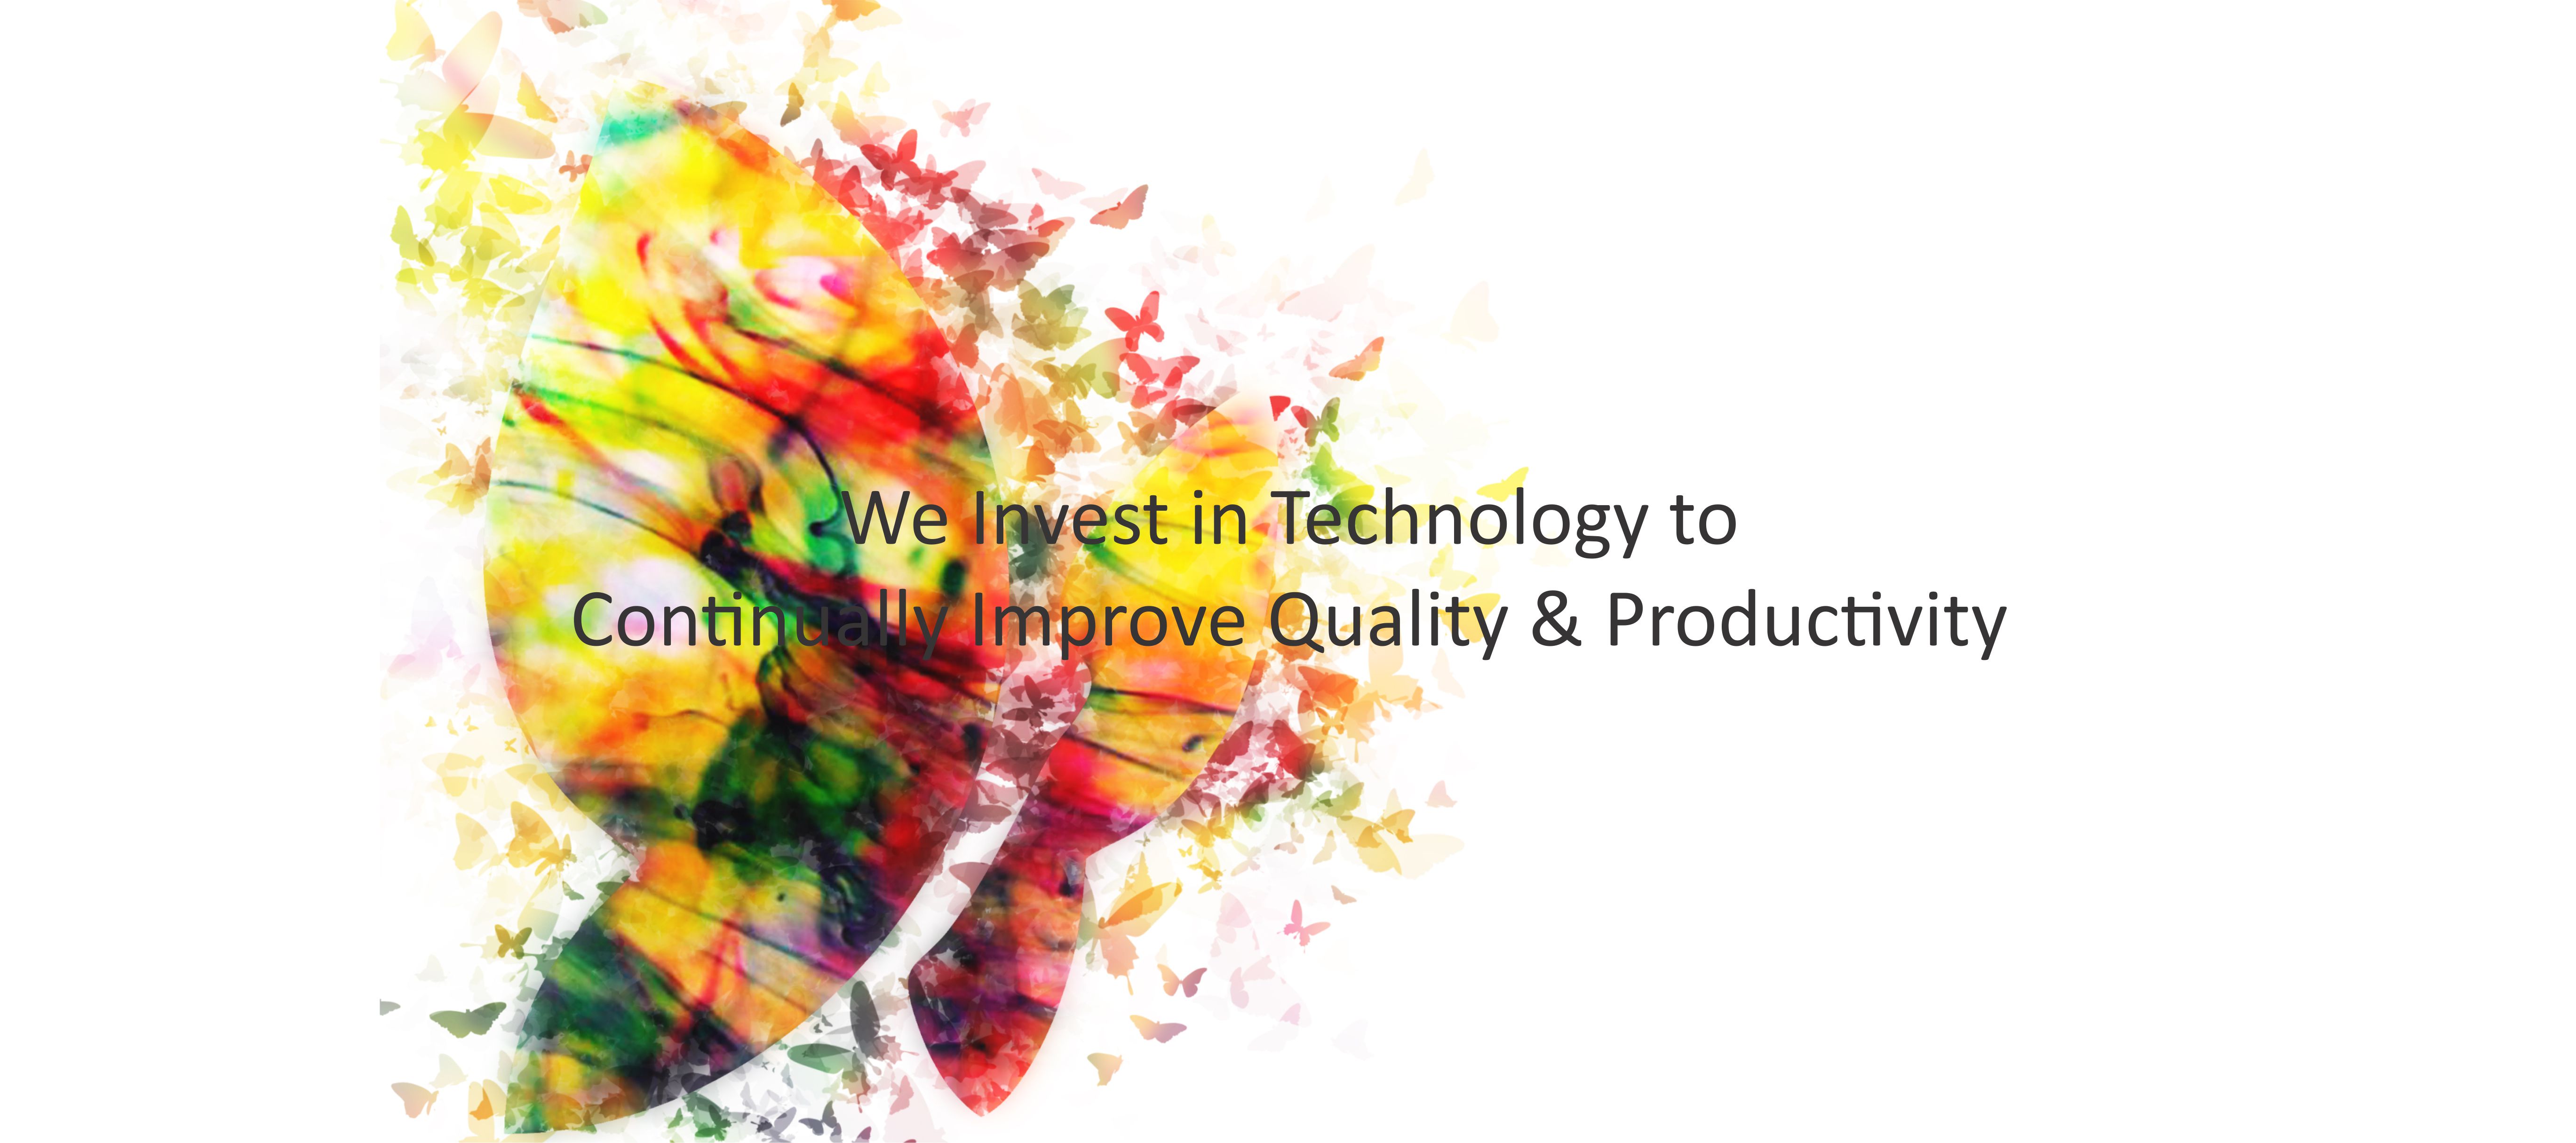 We Invest in Technology to
Continually Improve Quality & Productivity